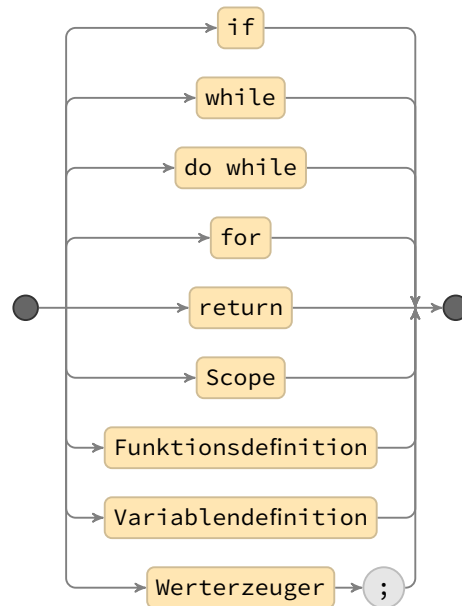 if
while
do while
for
return
Scope
Funktionsdefinition
Variablendefinition
Werterzeuger ;